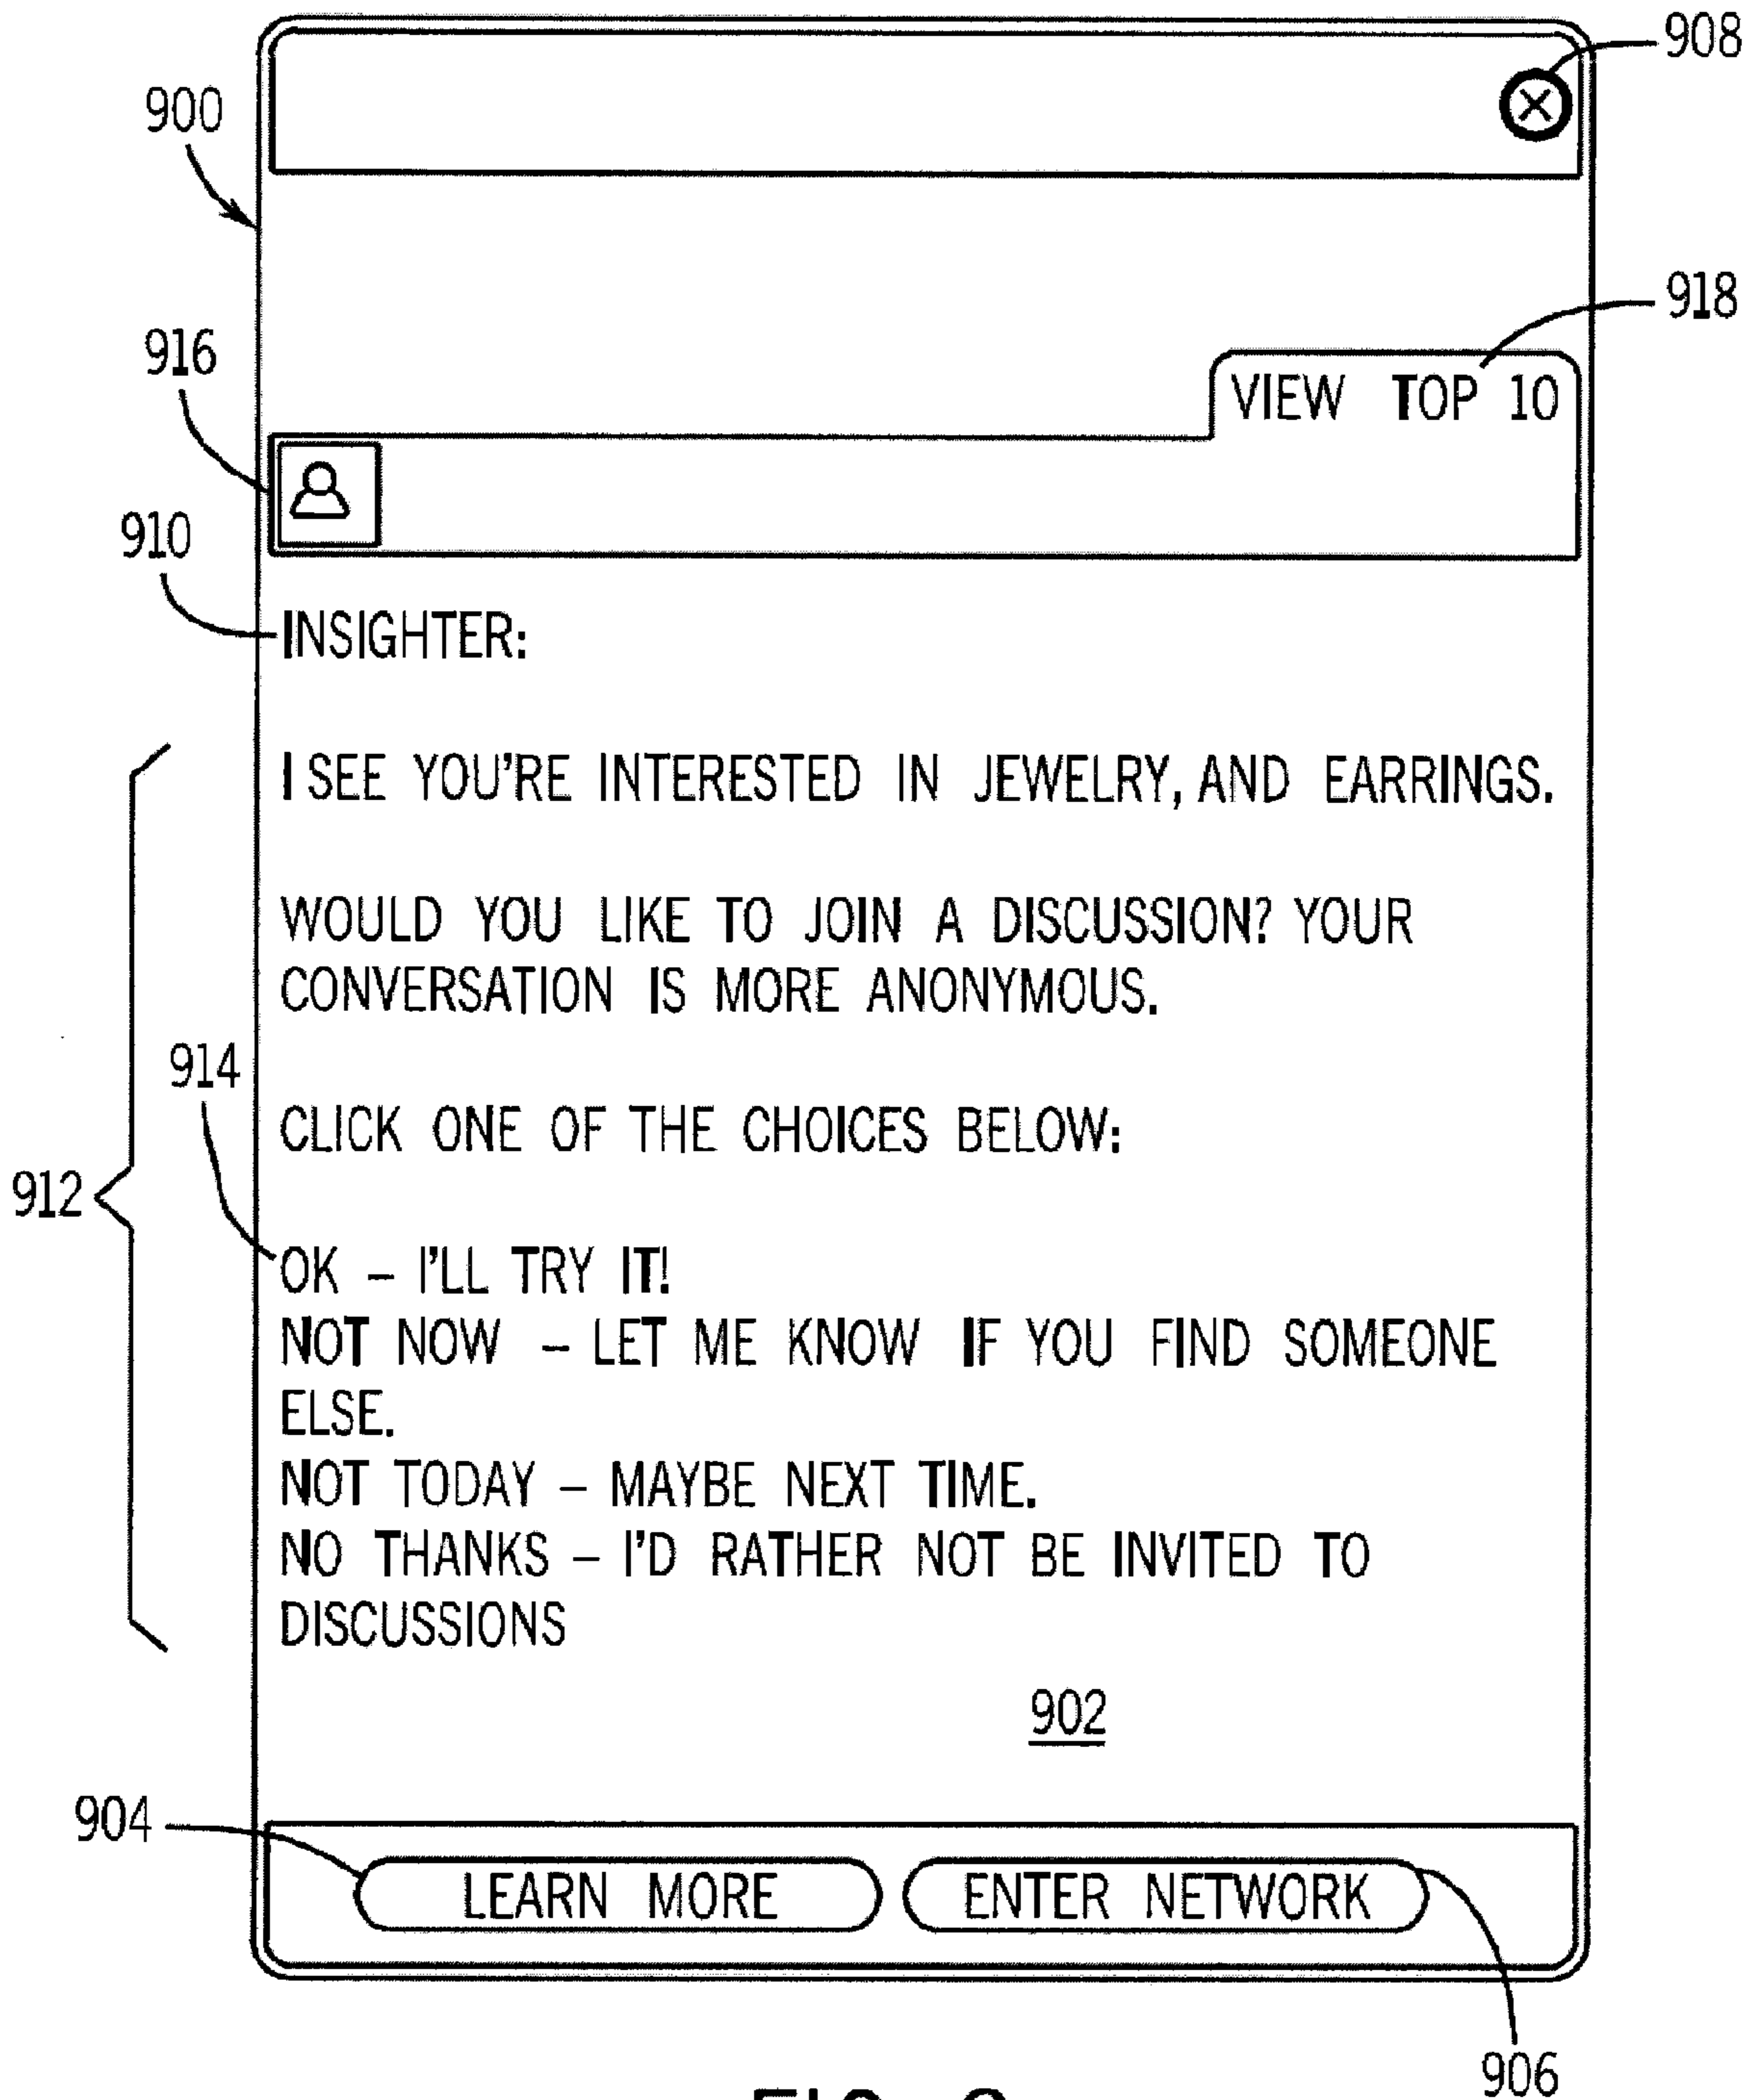 908
900
918
916
VIEW TOP 10
910
INSIGHTER:
I SEE YOU'RE INTERESTED IN JEWELRY, AND EARRINGS.
WOULD YOU LIKE TO JOIN A DISCUSSION? YOUR
CONVERSATION IS MORE ANONYMOUS.
914
CLICK ONE OF THE CHOICES BELOW:
912
OK – I'LL TRY IT!
NOT NOW – LET ME KNOW IF YOU FIND SOMEONE
ELSE.
NOT TODAY – MAYBE NEXT TIME.
NO THANKS – I'D RATHER NOT BE INVITED TO
DISCUSSIONS
902
904
LEARN MORE
ENTER NETWORK
906